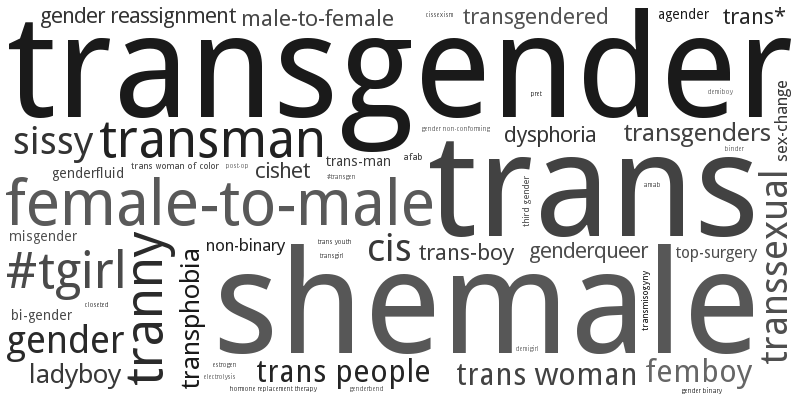 gender reassignment
male-to-female
cissexism
transgendered
agender
trans*
transgender
pret
demiboy
sex-change
sissy
transman
gender non-conforming
dysphoria
transgenders
binder
genderfluid
trans woman of color
post-op
cishet
trans-man
afab
#transgen
trans
female-to-male
third gender
amab
transsexual
misgender
#tgirl
tranny
transphobia
non-binary
trans youth
transgirl
cis
trans-boy
genderqueer
top-surgery
shemale
transmisogyny
closeted
bi-gender
gender
demigirl
ladyboy
estrogen
electrolysis
trans people
hormone replacement therapy
genderbend
trans woman
femboy
gender binary